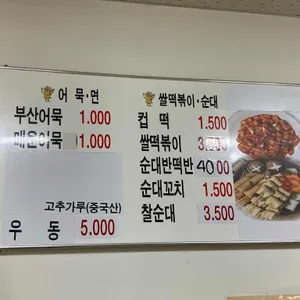 어 묵·면
부산어묵 1.000
매운어묵 1.000
고추가루(중국산)
우 동 5.000
쌀떡볶이·순대
컵 떡 1.500
쌀떡볶이 3.500
순대반떡반 4000
순대꼬치 1.500
찰순대 3.500